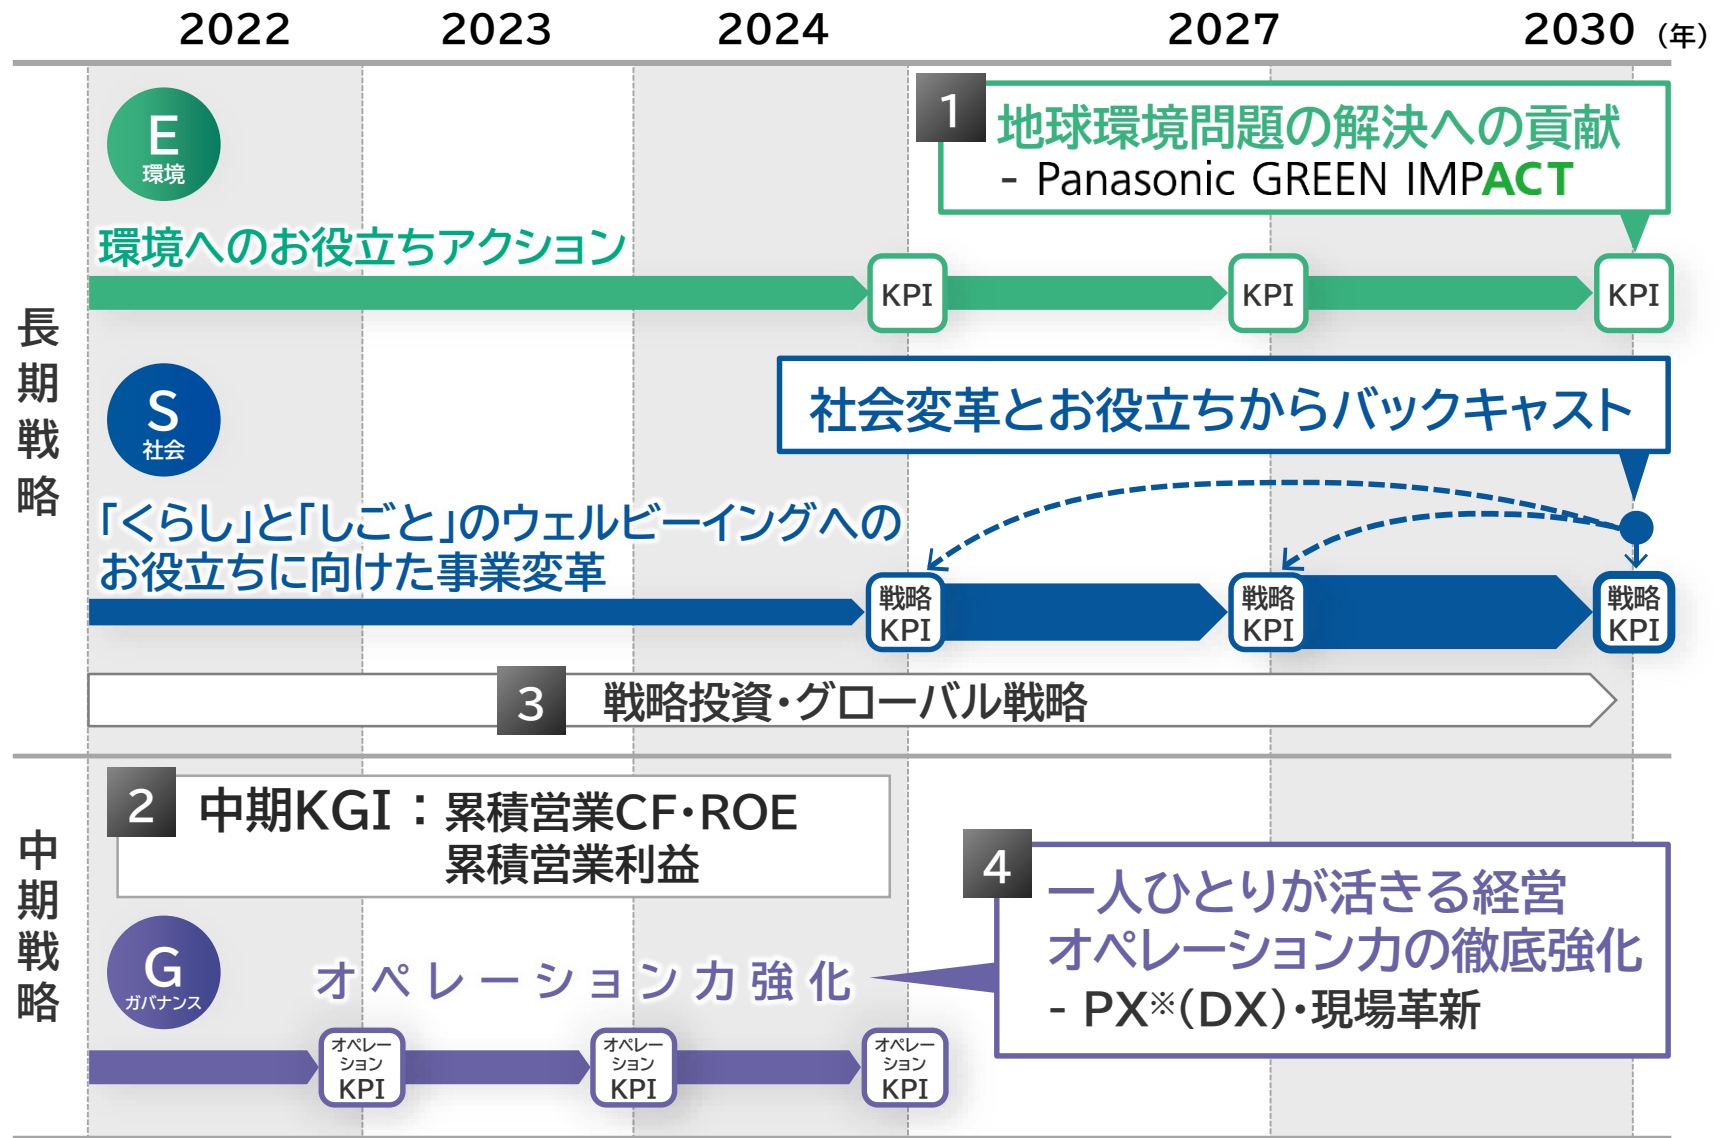 2022 2023 2024 2027 2030 (年)
長期戦略
E
環境
1
地球環境問題の解決への貢献
- Panasonic GREEN IMPACT
環境へのお役立ちアクション
KPI
KPI
KPI
S
社会
社会変革とお役立ちからバックキャスト
「くらし」と「しごと」のウェルビーイングへの
お役立ちに向けた事業変革
戦略
KPI
戦略
KPI
戦略
KPI
3
戦略投資・グローバル戦略
中期戦略
2
中期KGI：累積営業CF・ROE
累積営業利益
4
一人ひとりが活きる経営
オペレーション力の徹底強化
- PX※(DX)・現場革新
G
ガバナンス
オペレーション力強化
オペレー
ション
KPI
オペレー
ション
KPI
オペレー
ション
KPI